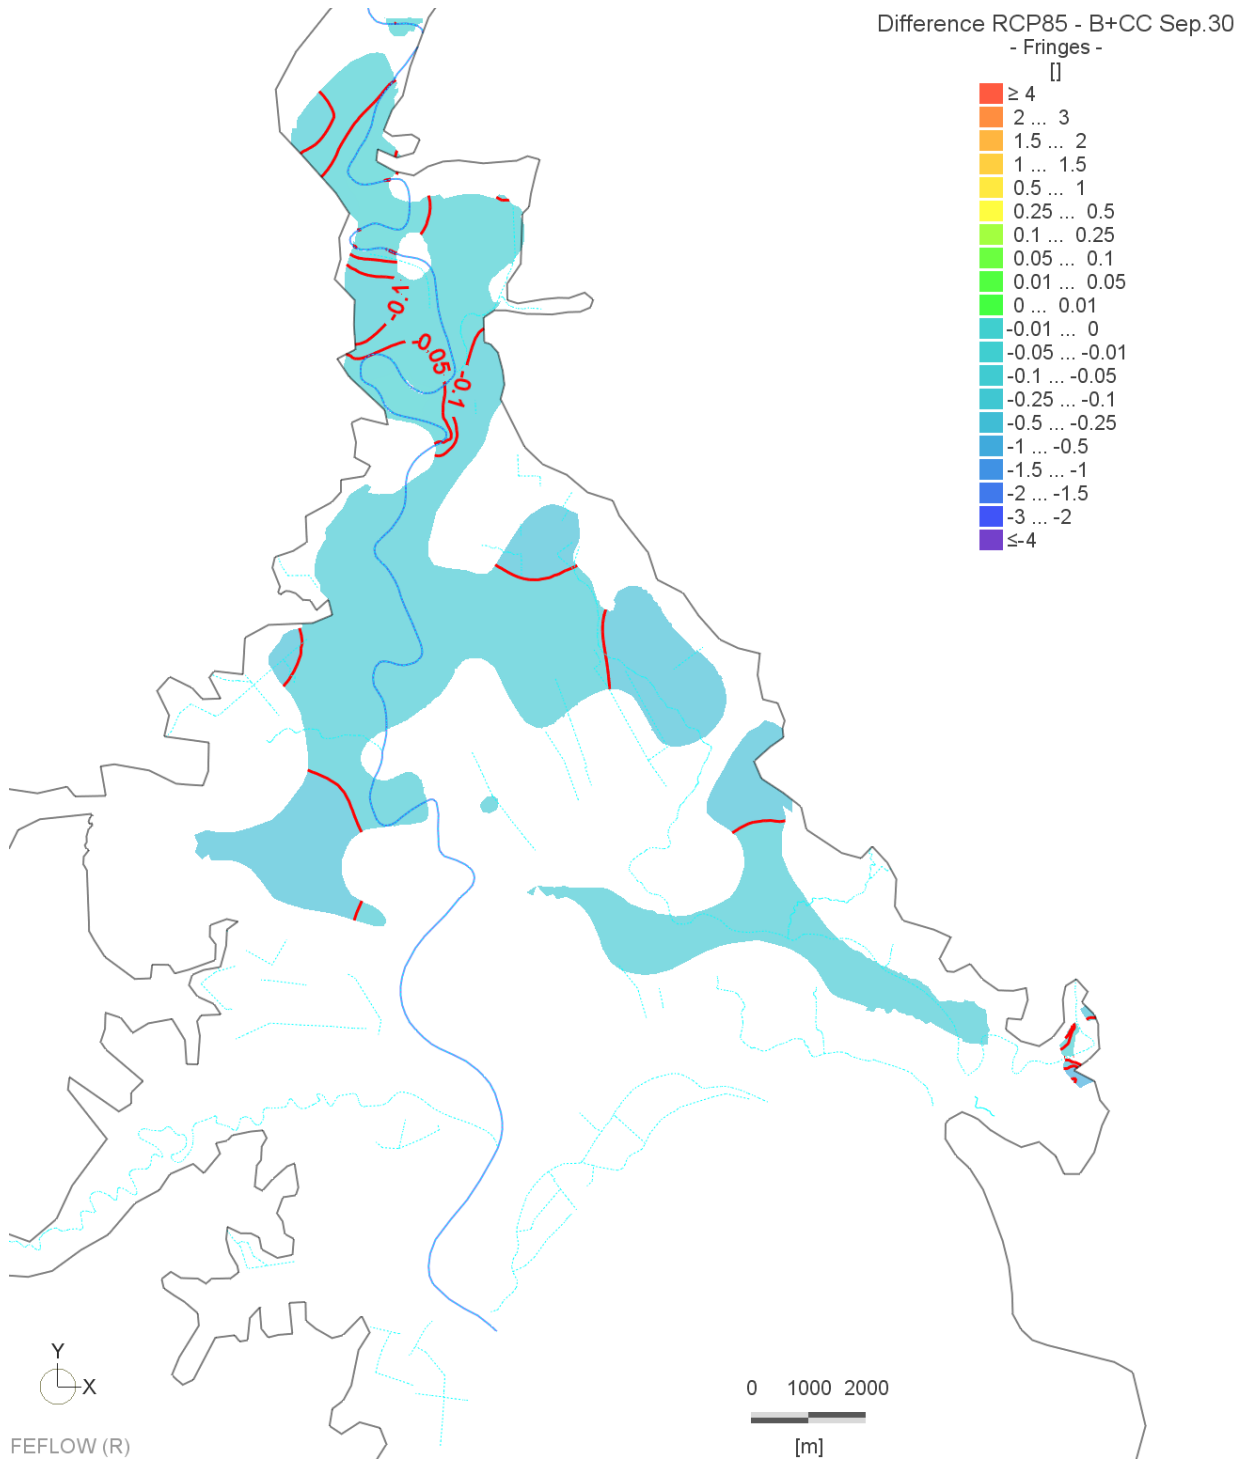 Difference RCP85 - B+CC Sep.30
- Fringes -
[]
≥ 4
2 ... 3
1.5 ... 2
1 ... 1.5
0.5 ... 1
0.25 ... 0.5
0.1 ... 0.25
0.05 ... 0.1
0.01 ... 0.05
0 ... 0.01
-0.01 ... 0
-0.05 ... -0.01
-0.1 ... -0.05
-0.25 ... -0.1
-0.5 ... -0.25
-1 ... -0.5
-1.5 ... -1
-2 ... -1.5
-3 ... -2
≤-4
-0.1
-0.05
-0.1
Y
X
0 1000 2000
[m]
FEFLOW (R)